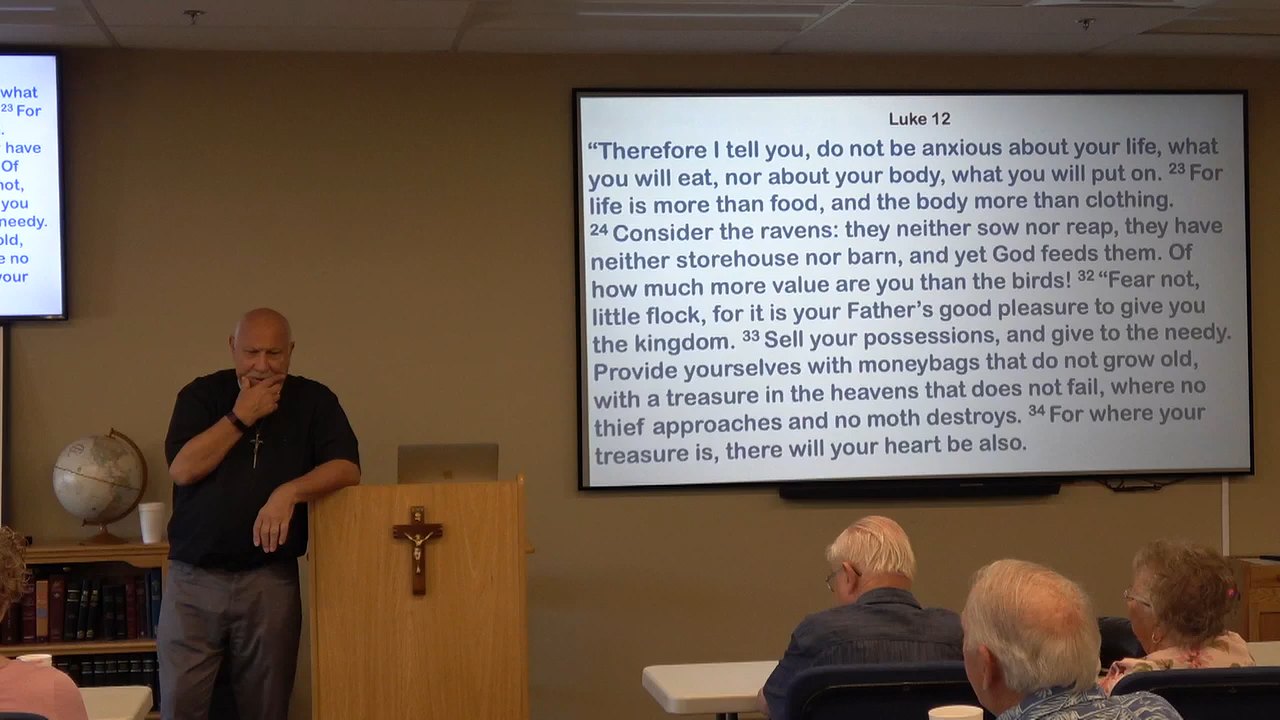 what
23 For
.
have
Of
not,
you
needy.
old,
e no
your
Luke 12
“Therefore I tell you, do not be anxious about your life, what
you will eat, nor about your body, what you will put on. 23 For
life is more than food, and the body more than clothing.
24 Consider the ravens: they neither sow nor reap, they have
neither storehouse nor barn, and yet God feeds them. Of
how much more value are you than the birds! 32 “Fear not,
little flock, for it is your Father’s good pleasure to give you
the kingdom. 33 Sell your possessions, and give to the needy.
Provide yourselves with moneybags that do not grow old,
with a treasure in the heavens that does not fail, where no
thief approaches and no moth destroys. 34 For where your
treasure is, there will your heart be also.